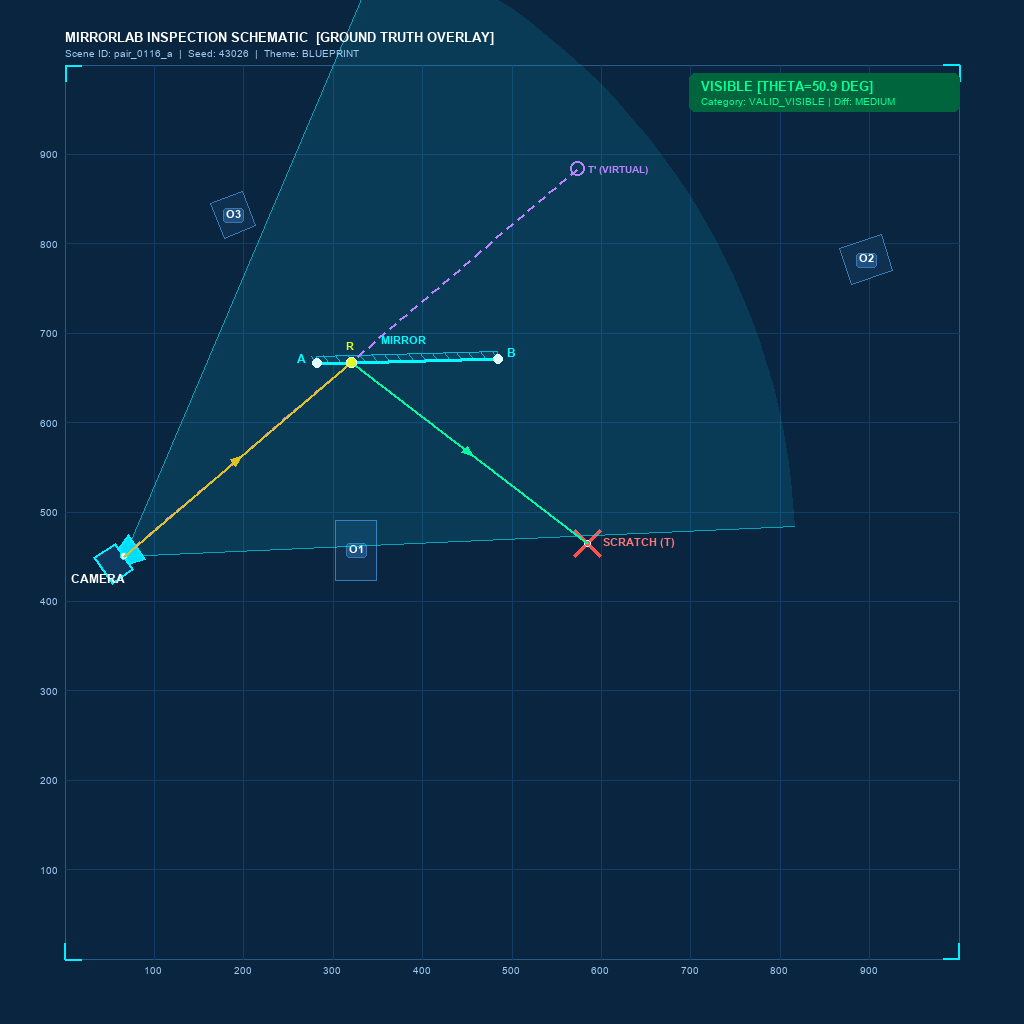 MIRRORLAB INSPECTION SCHEMATIC [GROUND TRUTH OVERLAY]
Scene ID: pair_0116_a | Seed: 43026 | Theme: BLUEPRINT
VISIBLE [THETA=50.9 DEG]
Category: VALID_VISIBLE | Diff: MEDIUM
900
T' (VIRTUAL)
O3
800
O2
700
R
MIRROR
A
B
600
500
SCRATCH (T)
O1
CAMERA
400
300
200
100
100
200
300
400
500
600
700
800
900